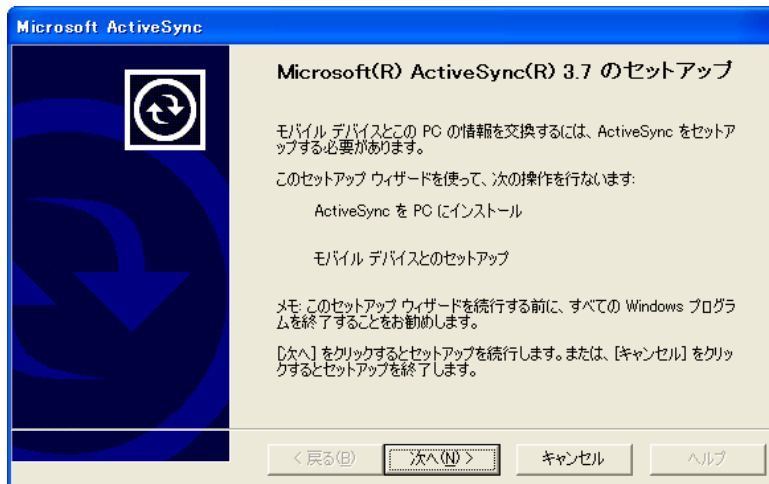 Microsoft ActiveSync
Microsoft(R) ActiveSync(R) 3.7 のセットアップ
モバイル デバイスとこの PC の情報を交換するには、ActiveSync をセットア
ップする必要があります。
このセットアップ ウィザードを使って、次の操作を行ないます:
ActiveSync を PC にインストール
モバイル デバイスとのセットアップ
メモ: このセットアップ ウィザードを続行する前に、すべての Windows プログラ
ムを終了することをお勧めします。
[次へ] をクリックするとセットアップを続行します。または、[キャンセル] をクリッ
クするとセットアップを終了します。
< 戻る(B)
次へ(N) >
キャンセル
ヘルプ